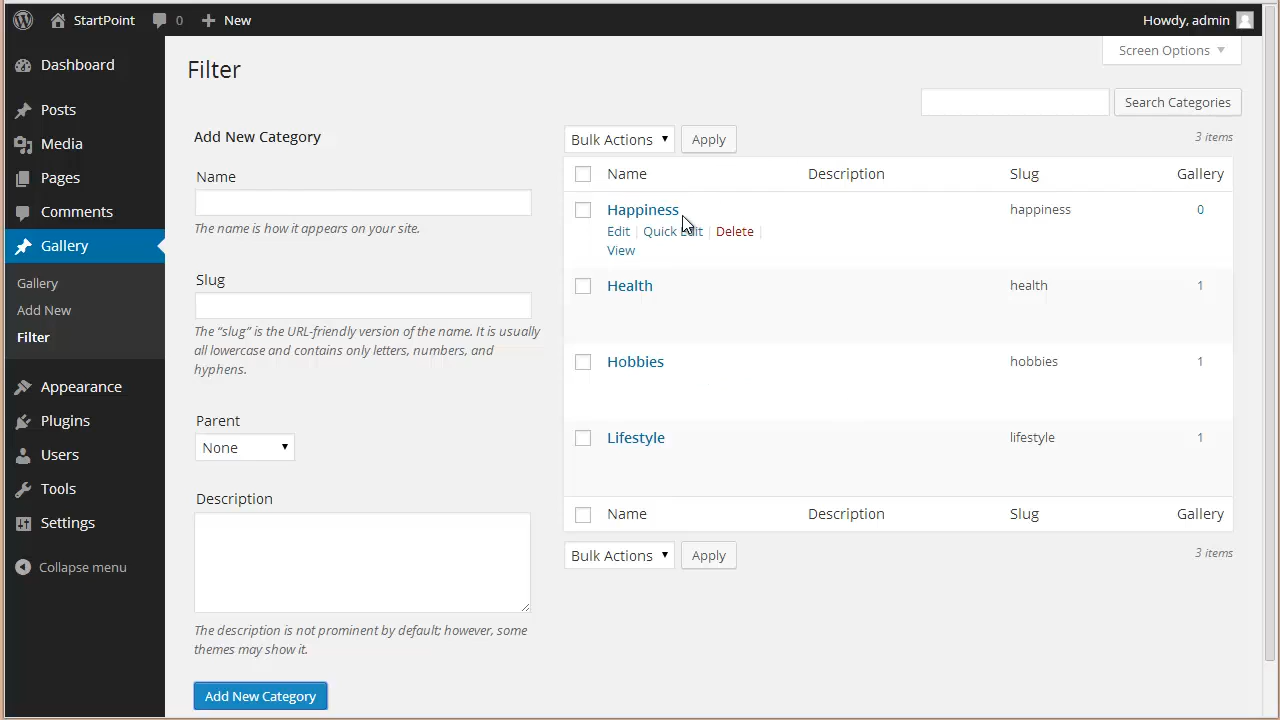 StartPoint 0 New Howdy, admin
Screen Options
Dashboard
Posts
Media
Pages
Comments
Gallery
Gallery
Add New
Filter
Appearance
Plugins
Users
Tools
Settings
Collapse menu
Filter
Search Categories
Add New Category
Name
The name is how it appears on your site.
Slug
The “slug” is the URL-friendly version of the name. It is usually
all lowercase and contains only letters, numbers, and
hyphens.
Parent
None
Description
The description is not prominent by default; however, some
themes may show it.
Add New Category
Bulk Actions Apply 3 items
Name Description Slug Gallery
Happiness happiness 0
Edit | Quick Edit | Delete |
View
Health health 1
Hobbies hobbies 1
Lifestyle lifestyle 1
Name Description Slug Gallery
Bulk Actions Apply 3 items